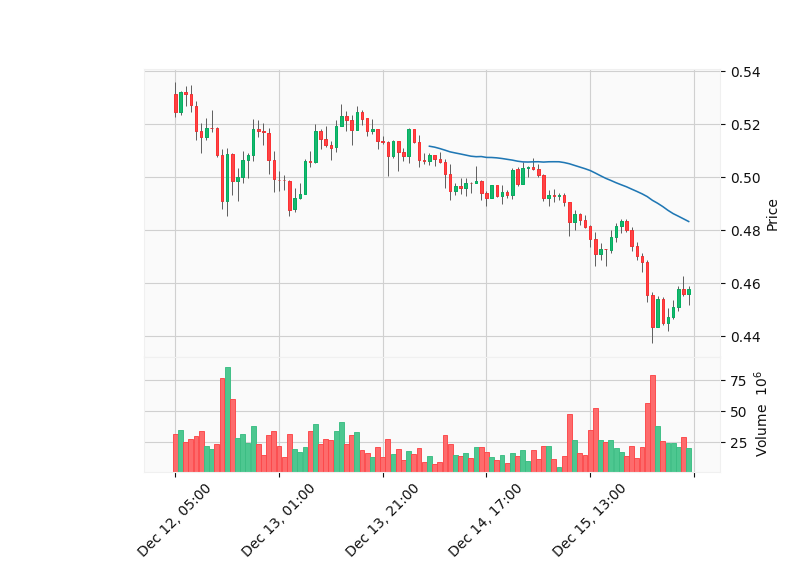 0.54
0.52
0.50
0.48
0.46
0.44
Price
75
50
25
Volume 10⁶
Dec 12, 05:00
Dec 13, 01:00
Dec 13, 21:00
Dec 14, 17:00
Dec 15, 13:00